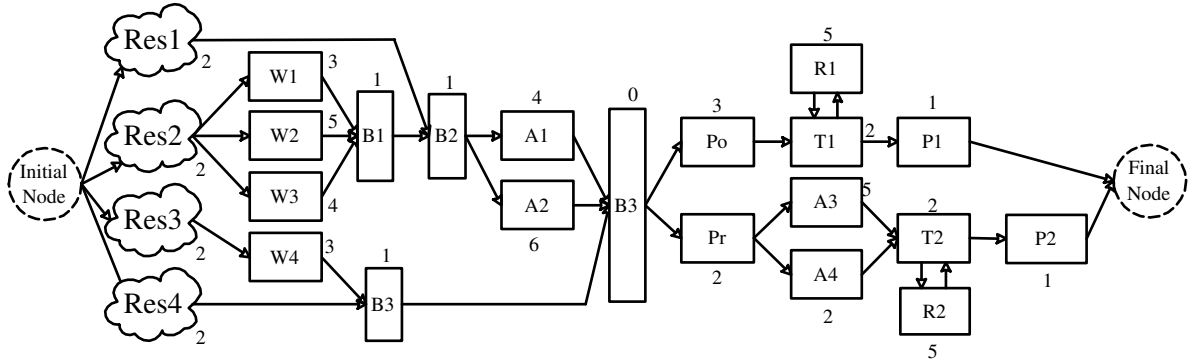 Initial
Node
Res1
2
Res2
2
Res3
2
Res4
2
W1
3
W2
5
W3
4
W4
3
1
B1
1
B2
1
B3
4
A1
A2
6
0
B3
3
Po
Pr
2
5
R1
T1
2
1
P1
A3
5
A4
2
2
T2
R2
5
P2
1
Final
Node